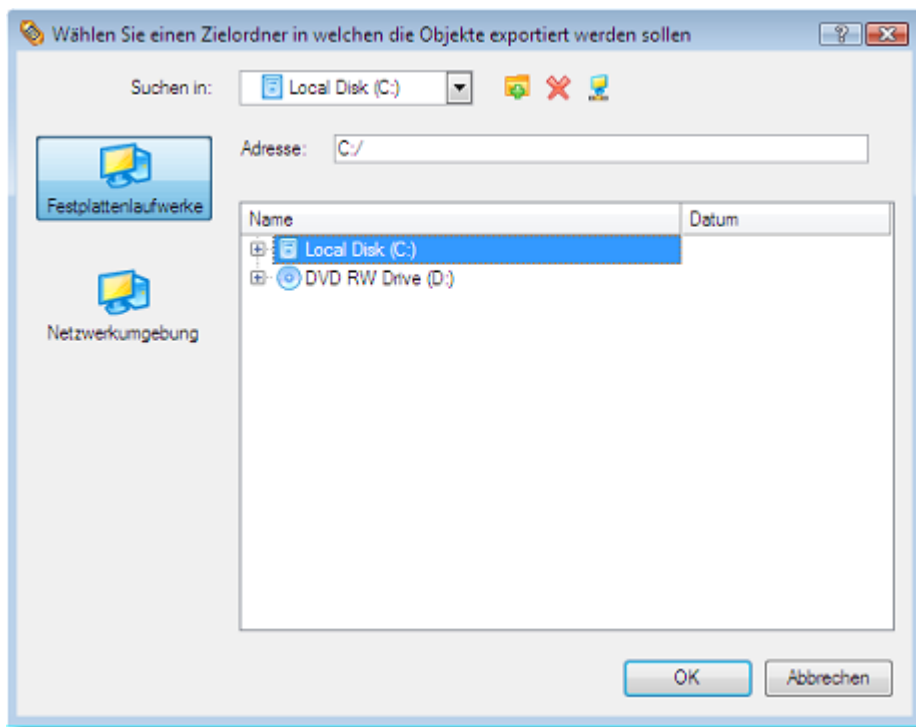 Wählen Sie einen Zielordner in welchen die Objekte exportiert werden sollen
Suchen in: Local Disk (C:)
Adresse: C:/
Festplattenlaufwerke
Netzwerkumgebung
Name Datum
Local Disk (C:)
DVD RW Drive (D:)
OK Abbrechen